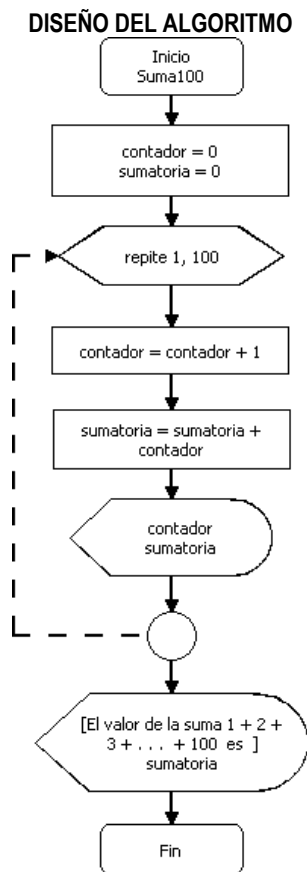 DISEÑO DEL ALGORITMO
Inicio
Suma100
contador = 0
sumatoria = 0
repite 1, 100
contador = contador + 1
sumatoria = sumatoria +
contador
contador
sumatoria
[El valor de la suma 1 + 2 +
3 + . . . + 100 es ]
sumatoria
Fin